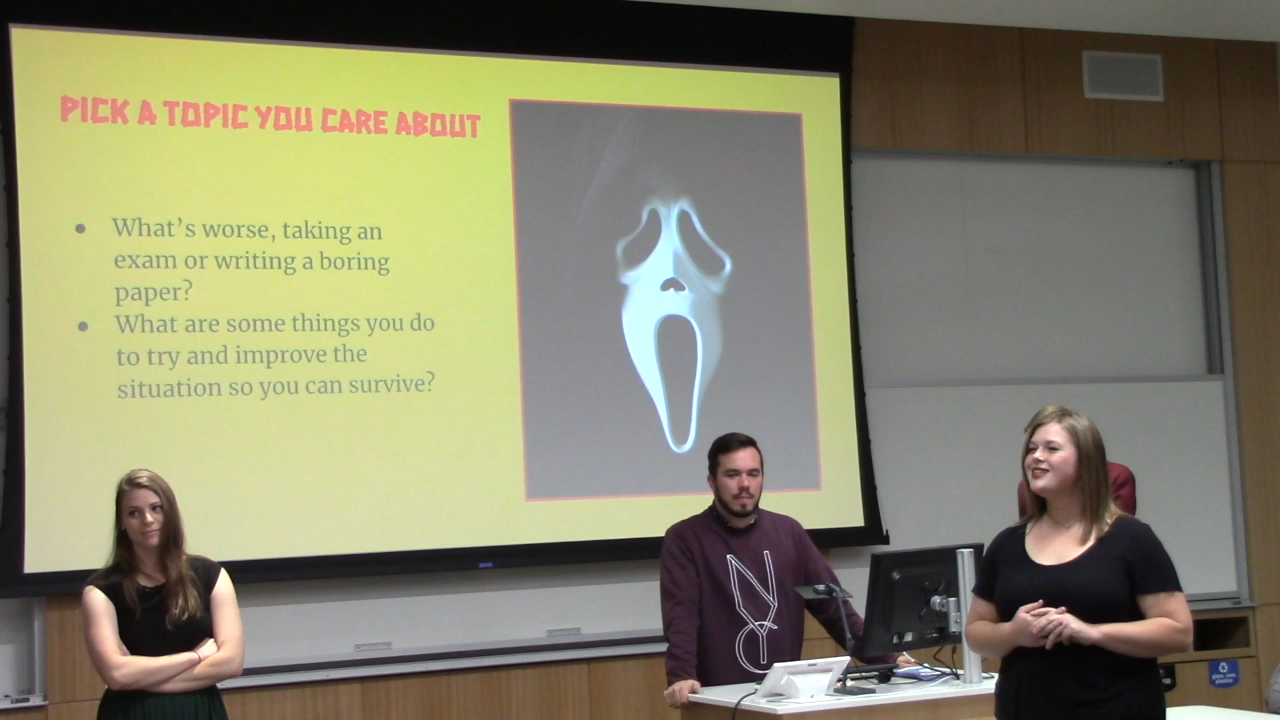 PICK A TOPIC YOU CARE ABOUT
• What's worse, taking an
exam or writing a boring
paper?
• What are some things you do
to try and improve the
situation so you can survive?
NYC